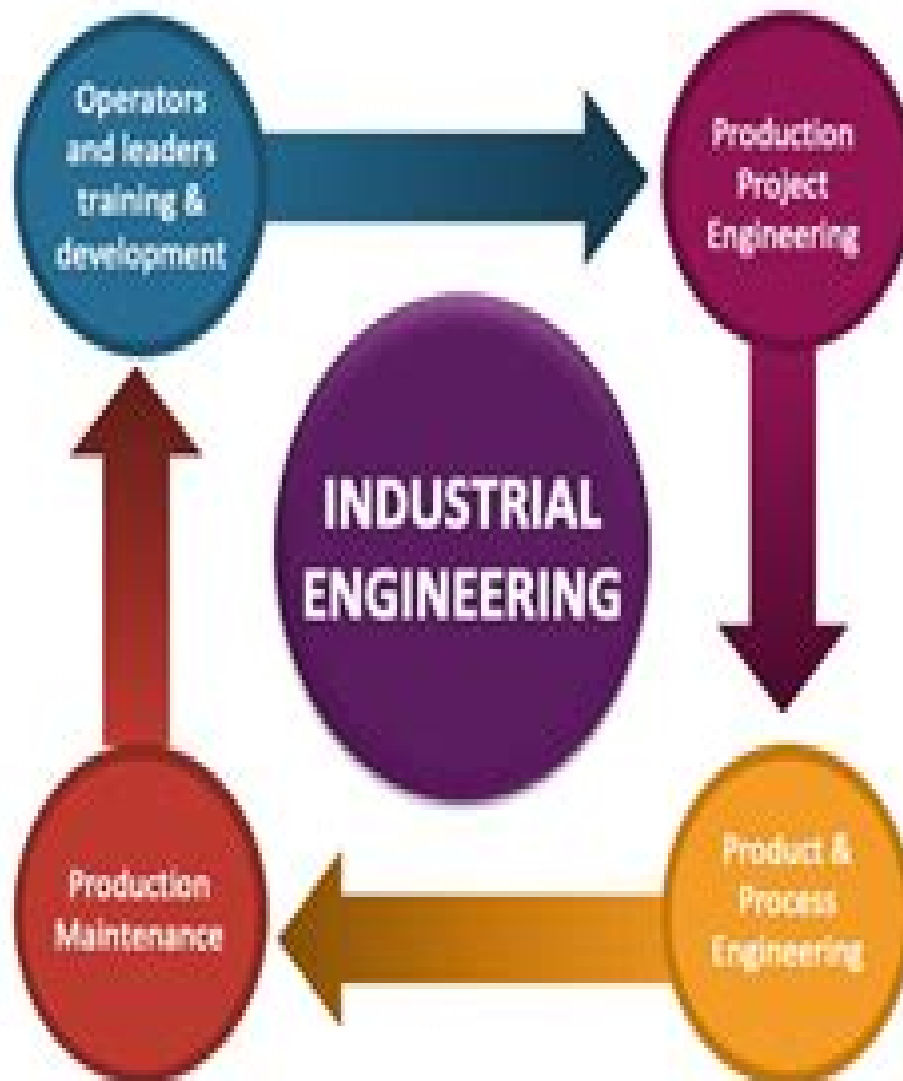 Operators
and leaders
training &
development
Production
Project
Engineering
INDUSTRIAL
ENGINEERING
Production
Maintenance
Product &
Process
Engineering